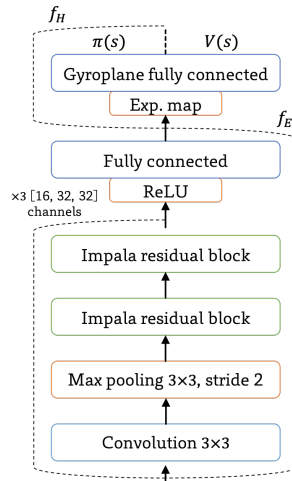 f_H
π(s) V(s)
Gyroplane fully connected
Exp. map
f_E
Fully connected
ReLU
×3 [16, 32, 32]
channels
Impala residual block
Impala residual block
Max pooling 3×3, stride 2
Convolution 3×3